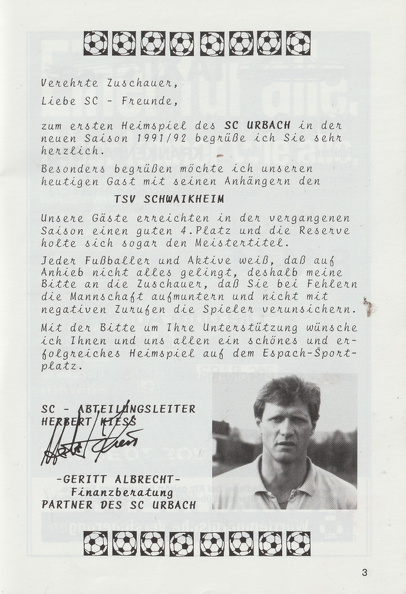 Verehrte Zuschauer,
Liebe SC - Freunde,
zum ersten Heimspiel des SC URBACH in der
neuen Saison 1991/92 begrüße ich Sie sehr
herzlich.
Besonders begrüßen möchte ich unseren
heutigen Gast mit seinen Anhängern den
TSV SCHWAIKHEIM
Unsere Gäste erreichten in der vergangenen
Saison einen guten 4.Platz und die Reserve
holte sich sogar den Meistertitel.
Jeder Fußballer und Aktive weiß, daß auf
Anhieb nicht alles gelingt, deshalb meine
Bitte an die Zuschauer, daß Sie bei Fehlern
die Mannschaft aufmuntern und nicht mit
negativen Zurufen die Spieler verunsichern.
Mit der Bitte um Ihre Unterstützung wünsche
ich Ihnen und uns allen ein schönes und er-
folgreiches Heimspiel auf dem Espach-Sport-
platz.
SC - ABTEILUNGSLEITER
HERBERT KIESS
-GERITT ALBRECHT-
Finanzberatung
PARTNER DES SC URBACH
3